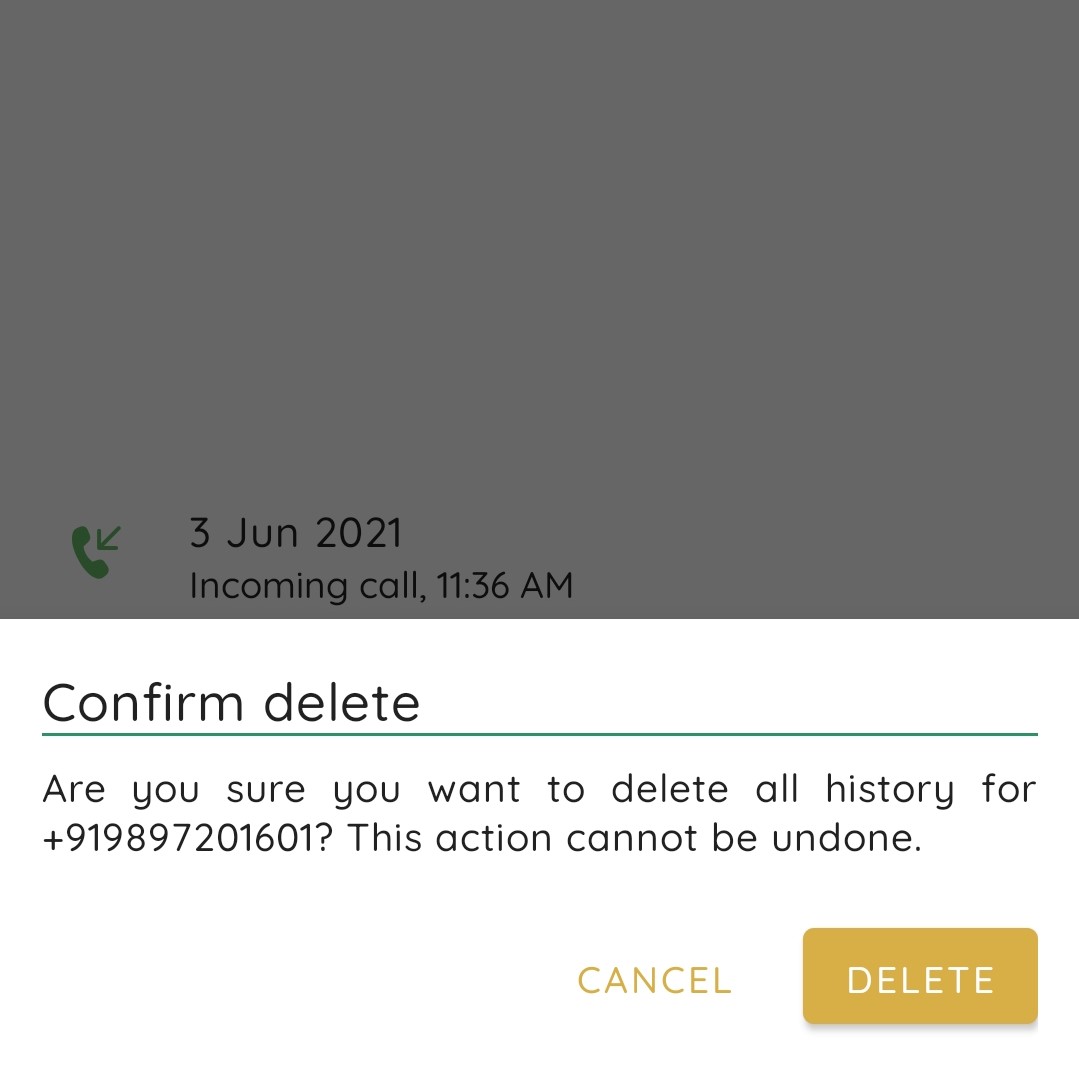 3 Jun 2021
Incoming call, 11:36 AM
Confirm delete
Are you sure you want to delete all history for
+919897201601? This action cannot be undone.
CANCEL
DELETE